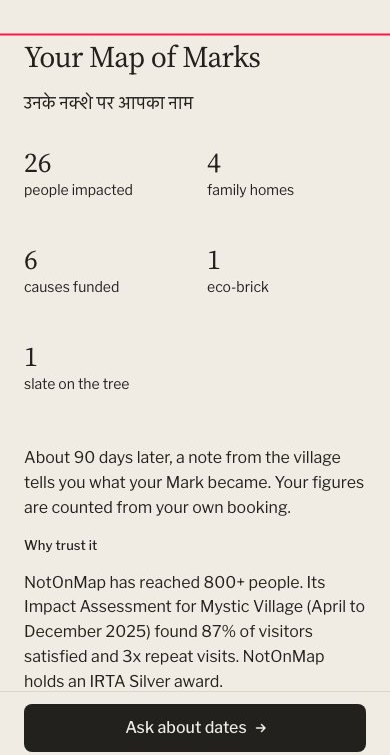 Your Map of Marks
उनके नक्शे पर आपका नाम
26
people impacted
4
family homes
6
causes funded
1
eco-brick
1
slate on the tree
About 90 days later, a note from the village
tells you what your Mark became. Your figures
are counted from your own booking.
Why trust it
NotOnMap has reached 800+ people. Its
Impact Assessment for Mystic Village (April to
December 2025) found 87% of visitors
satisfied and 3x repeat visits. NotOnMap
holds an IRTA Silver award.
Ask about dates →